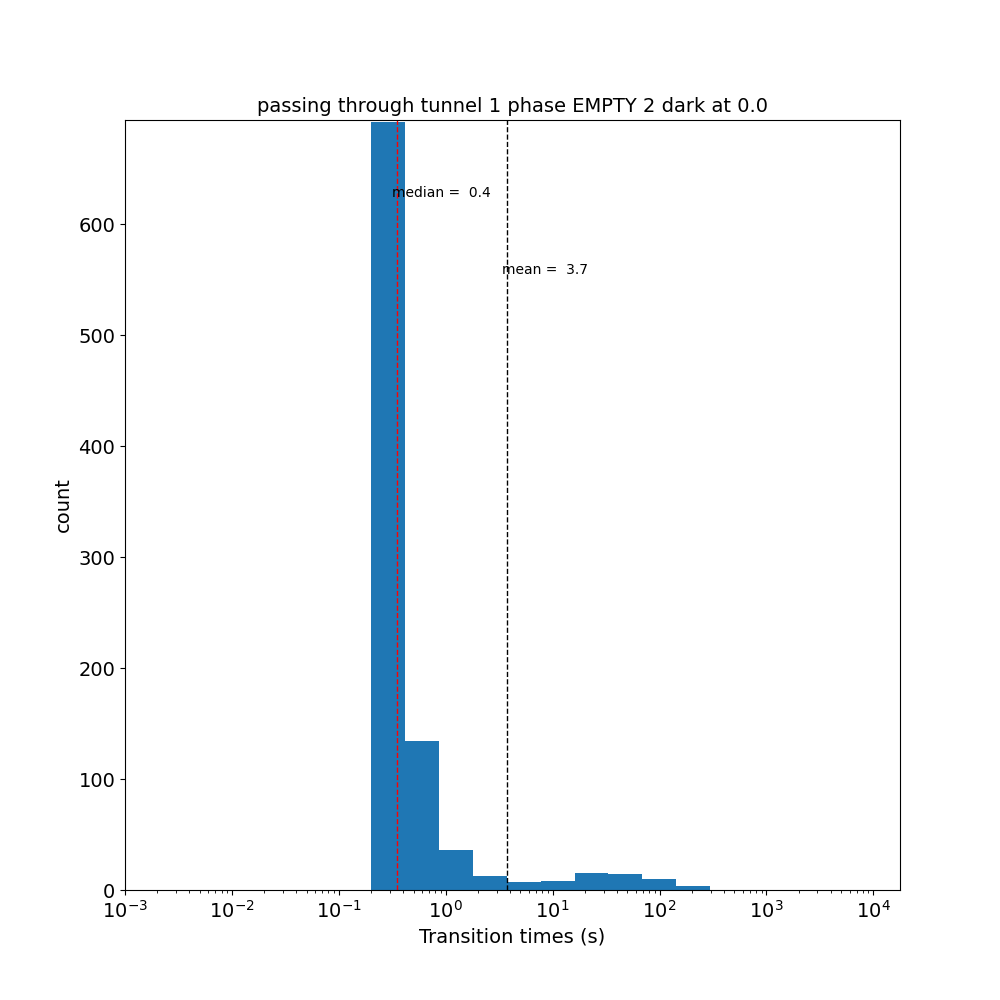 passing through tunnel 1 phase EMPTY 2 dark at 0.0
median =  0.4
mean =  3.7
600
500
400
300
200
100
0
count
10⁻³ 10⁻² 10⁻¹ 10⁰ 10¹ 10² 10³ 10⁴
Transition times (s)